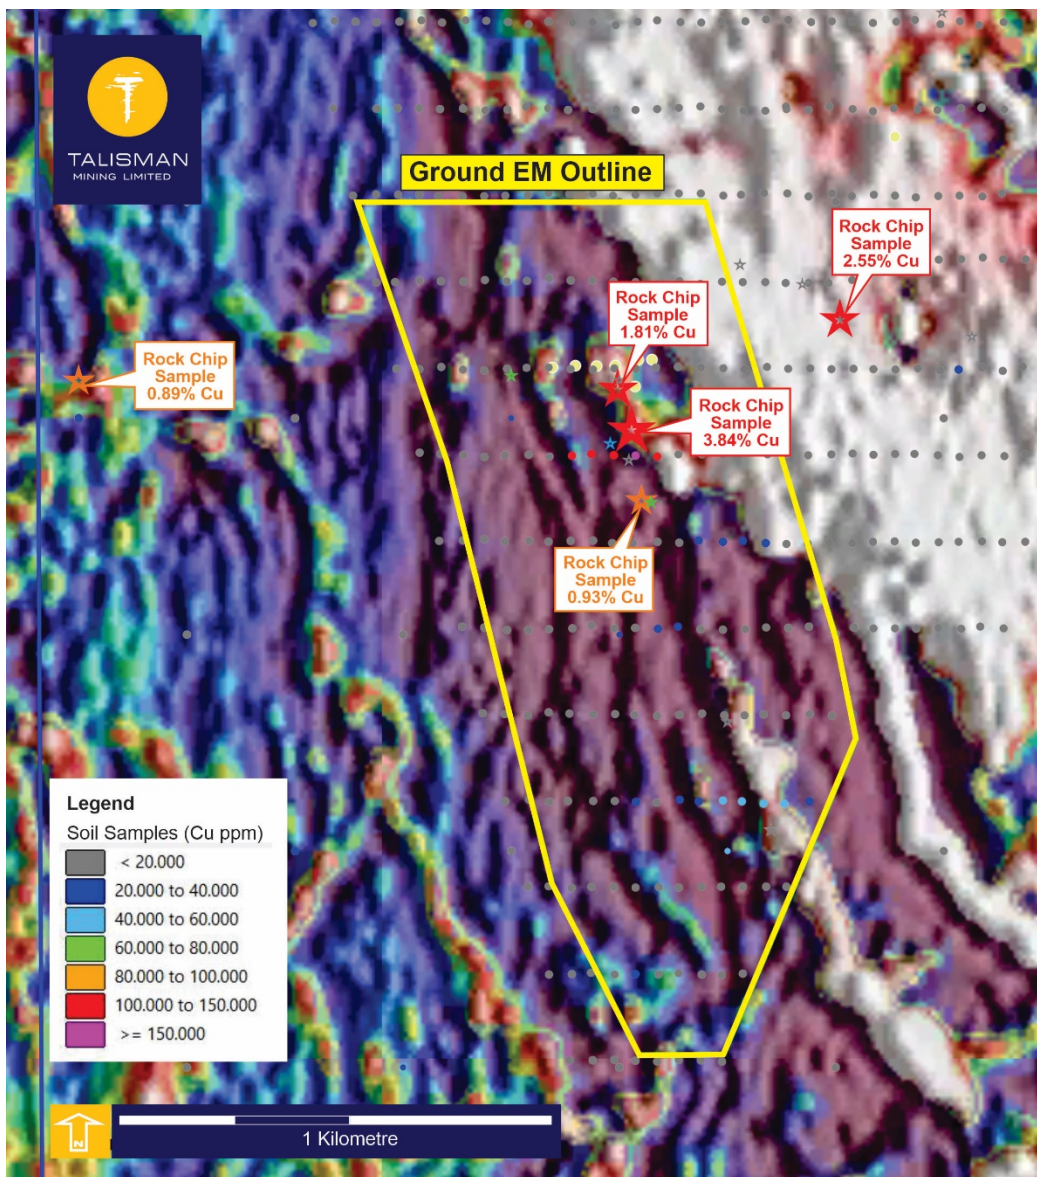 TALISMAN
MINING LIMITED
Ground EM Outline
Rock Chip
Sample
2.55% Cu
Rock Chip
Sample
1.81% Cu
Rock Chip
Sample
0.89% Cu
Rock Chip
Sample
3.84% Cu
Rock Chip
Sample
0.93% Cu
Legend
Soil Samples (Cu ppm)
< 20.000
20.000 to 40.000
40.000 to 60.000
60.000 to 80.000
80.000 to 100.000
100.000 to 150.000
>= 150.000
N
1 Kilometre